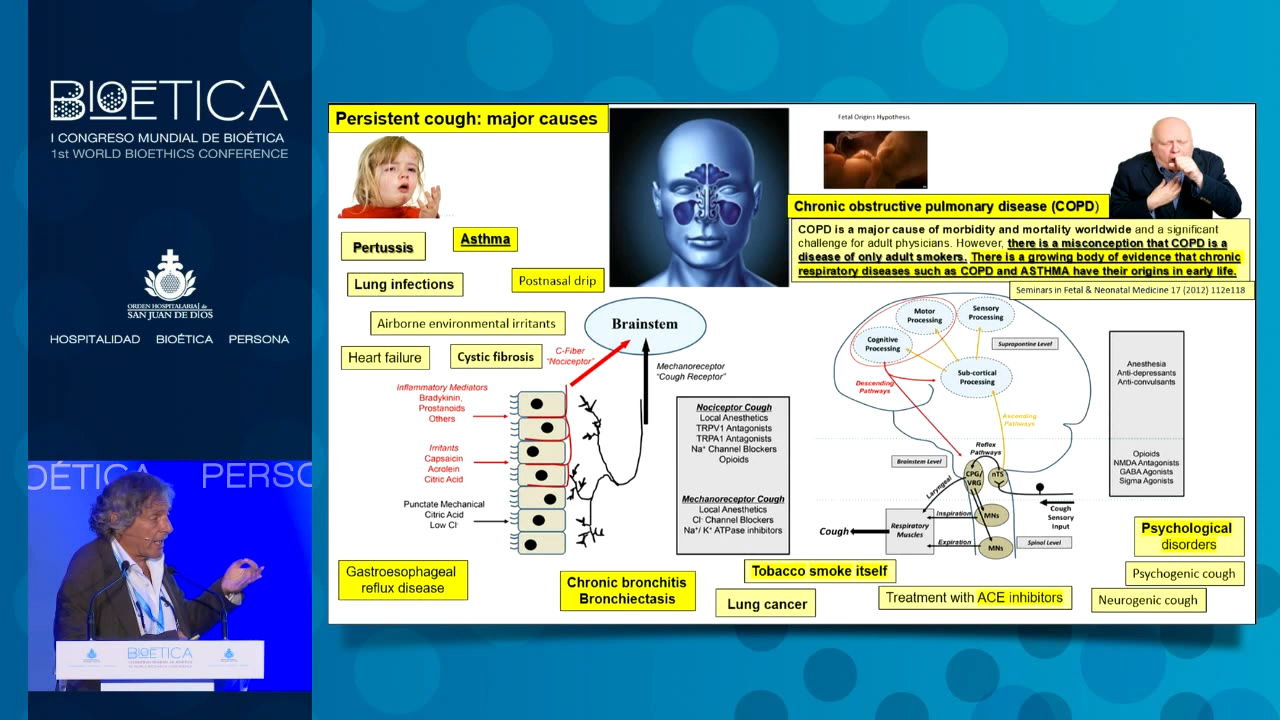 BIOETICA
I CONGRESO MUNDIAL DE BIOÉTICA
1st WORLD BIOETHICS CONFERENCE
ORDEN HOSPITALARIA de
SAN JUAN DE DIOS
HOSPITALIDAD BIOÉTICA PERSONA
OÉTICA PERSO
BIOETICA
Persistent cough: major causes
Pertussis
Asthma
Lung infections
Postnasal drip
Airborne environmental irritants
Heart failure
Cystic fibrosis
Fetal Origins Hypothesis
Chronic obstructive pulmonary disease (COPD)
COPD is a major cause of morbidity and mortality worldwide and a significant
challenge for adult physicians. However, there is a misconception that COPD is a
disease of only adult smokers. There is a growing body of evidence that chronic
respiratory diseases such as COPD and ASTHMA have their origins in early life.
Seminars in Fetal & Neonatal Medicine 17 (2012) 112e118
Brainstem
C-Fiber
"Nociceptor"
Mechanoreceptor
"Cough Receptor"
Inflammatory Mediators
Bradykinin,
Prostanoids
Others
Irritants
Capsaicin
Acrolein
Citric Acid
Punctate Mechanical
Citric Acid
Low Cl-
Nociceptor Cough
Local Anesthetics
TRPV1 Antagonists
TRPA1 Antagonists
Na+ Channel Blockers
Opioids
Mechanoreceptor Cough
Local Anesthetics
Cl- Channel Blockers
Na+/ K+ ATPase inhibitors
Motor
Processing
Sensory
Processing
Cognitive
Processing
Suprapontine Level
Sub-cortical
Processing
Descending
Pathways
Ascending
Pathways
Reflex
Pathways
Brainstem Level
CPG
VRG
Laryngeal
Inspiration
MNs
Cough
Respiratory
Muscles
Expiration
MNs
Spinal Level
Cough
Sensory
Input
Anesthesia
Anti-depressants
Anti-convulsants
Opioids
NMDA Antagonists
GABA Agonists
Sigma Agonists
Psychological
disorders
Psychogenic cough
Neurogenic cough
Gastroesophageal
reflux disease
Chronic bronchitis
Bronchiectasis
Tobacco smoke itself
Lung cancer
Treatment with ACE inhibitors